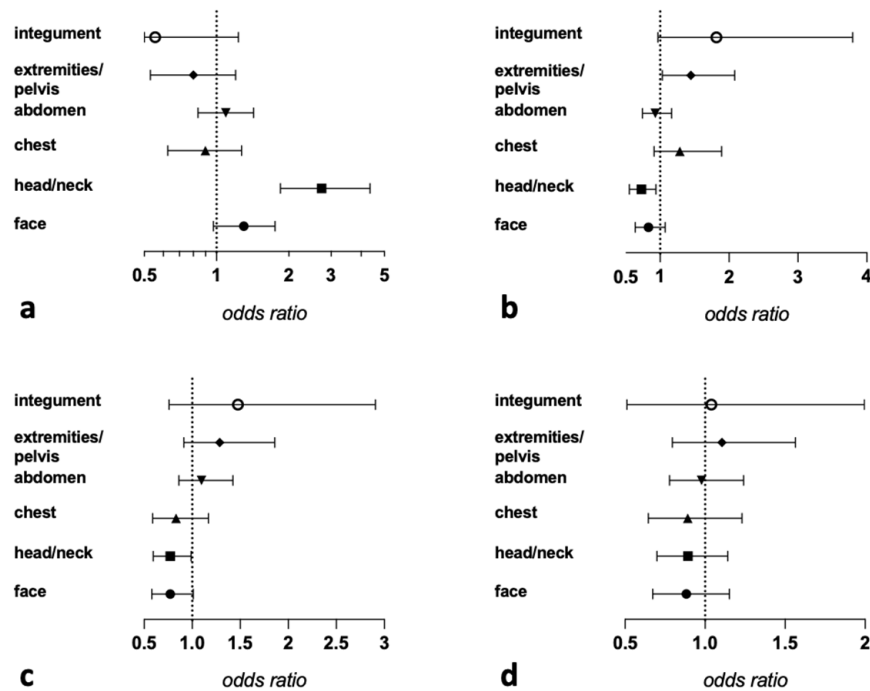 integument
extremities/
pelvis
abdomen
chest
head/neck
face
0.5 1 2 3 5
a
odds ratio
integument
extremities/
pelvis
abdomen
chest
head/neck
face
0.5 1 2 3 4
b
odds ratio
integument
extremities/
pelvis
abdomen
chest
head/neck
face
0.5 1.0 1.5 2 2.5 3
c
odds ratio
integument
extremities/
pelvis
abdomen
chest
head/neck
face
0.5 1.0 1.5 2
d
odds ratio